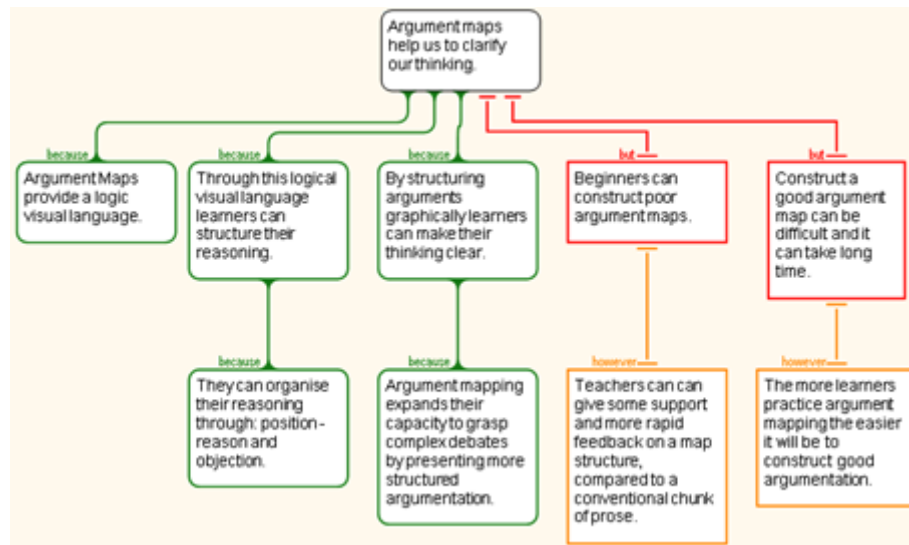 Argument maps
help us to clarify
our thinking.
because
because
because
but
but
Argument Maps
provide a logic
visual language.
Through this logical
visual language
learners can
structure their
reasoning.
By structuring
arguments
graphically learners
can make their
thinking clear.
Beginners can
construct poor
argument maps.
Construct a
good argument
map can be
difficult and it
can take long
time.
because
because
however
however
They can organise
their reasoning
through: position-
reason and
objection.
Argument mapping
expands their
capacity to grasp
complex debates
by presenting more
structured
argumentation.
Teachers can can
give some support
and more rapid
feedback on a map
structure,
compared to a
conventional chunk
of prose.
The more learners
practice argument
mapping the easier
it will be to
construct good
argumentation.